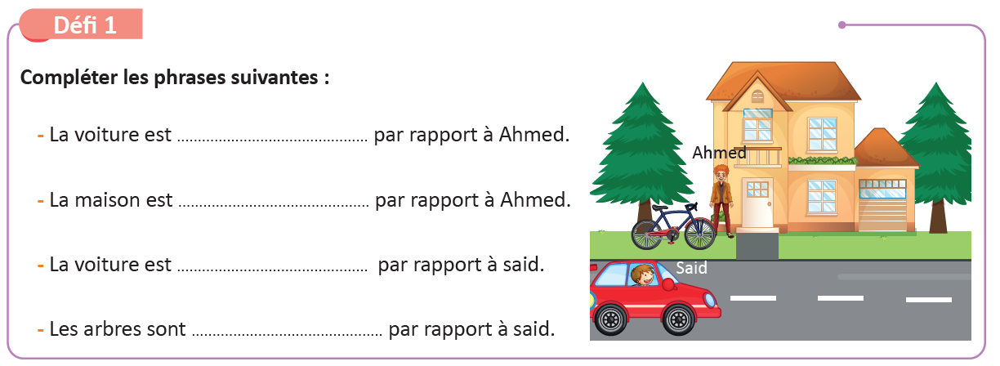 Défi 1
Compléter les phrases suivantes :
- La voiture est ............................................. par rapport à Ahmed.
- La maison est ............................................. par rapport à Ahmed.
- La voiture est ............................................. par rapport à said.
- Les arbres sont ............................................. par rapport à said.
Ahmed
Said